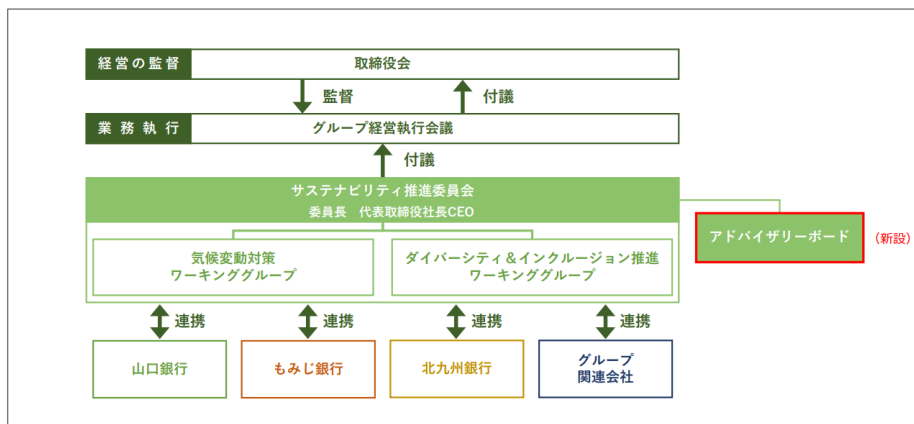 経営の監督
取締役会
監督
付議
業務執行
グループ経営執行会議
付議
サステナビリティ推進委員会
委員長　代表取締役社長CEO
アドバイザリーボード
（新設）
気候変動対策
ワーキンググループ
ダイバーシティ＆インクルージョン推進
ワーキンググループ
連携
連携
連携
連携
山口銀行
もみじ銀行
北九州銀行
グループ
関連会社